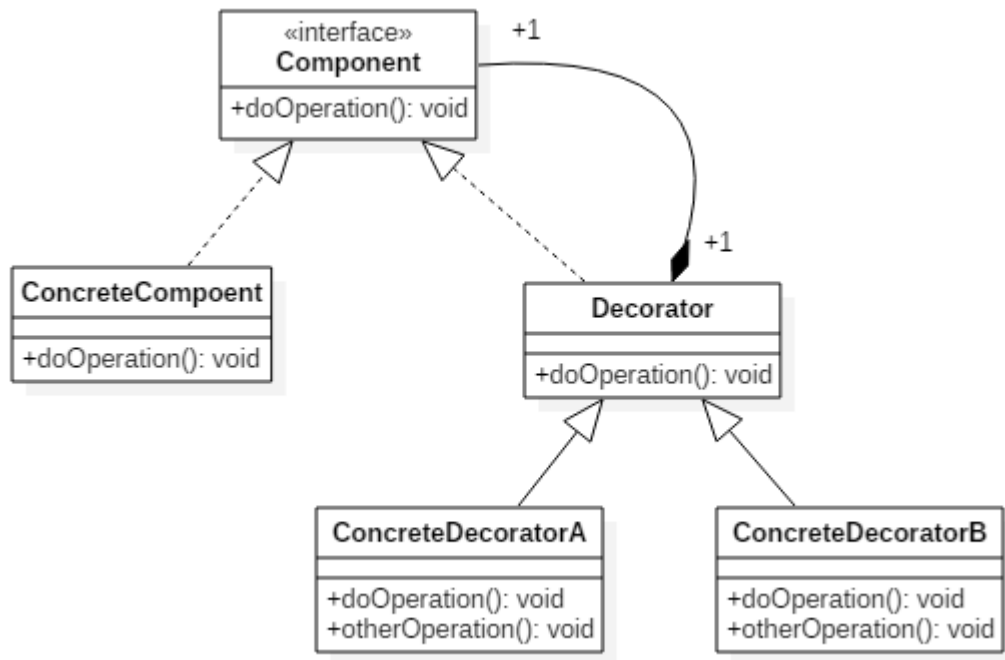 «interface»
+1
Component
+doOperation(): void
+1
ConcreteCompoent
Decorator
+doOperation(): void
+doOperation(): void
ConcreteDecoratorA
ConcreteDecoratorB
+doOperation(): void
+doOperation(): void
+otherOperation(): void
+otherOperation(): void